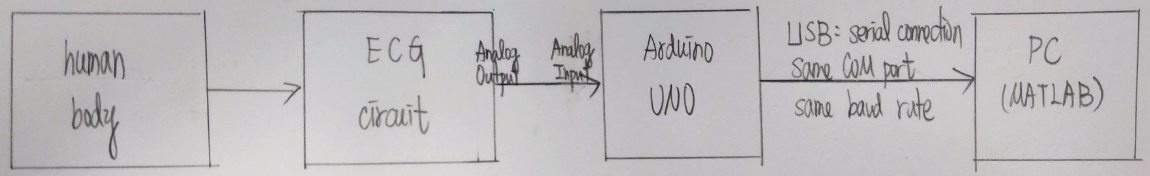 human
body
ECG
circuit
Analog
Output
Analog
Input
Arduino
UNO
USB: serial connection
same COM port
same baud rute
PC
(MATLAB)